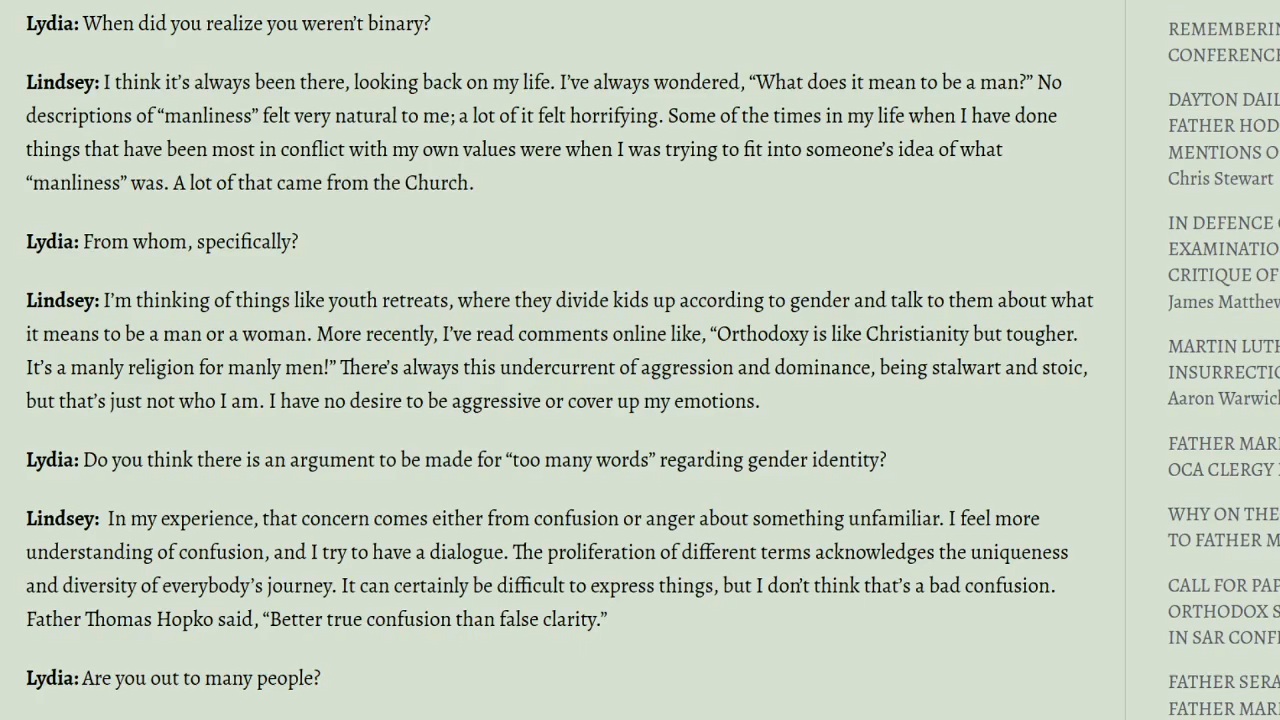 Lydia: When did you realize you weren’t binary?
Lindsey: I think it’s always been there, looking back on my life. I’ve always wondered, “What does it mean to be a man?” No
descriptions of “manliness” felt very natural to me; a lot of it felt horrifying. Some of the times in my life when I have done
things that have been most in conflict with my own values were when I was trying to fit into someone’s idea of what
“manliness” was. A lot of that came from the Church.
Lydia: From whom, specifically?
Lindsey: I’m thinking of things like youth retreats, where they divide kids up according to gender and talk to them about what
it means to be a man or a woman. More recently, I’ve read comments online like, “Orthodoxy is like Christianity but tougher.
It’s a manly religion for manly men!” There’s always this undercurrent of aggression and dominance, being stalwart and stoic,
but that’s just not who I am. I have no desire to be aggressive or cover up my emotions.
Lydia: Do you think there is an argument to be made for “too many words” regarding gender identity?
Lindsey: In my experience, that concern comes either from confusion or anger about something unfamiliar. I feel more
understanding of confusion, and I try to have a dialogue. The proliferation of different terms acknowledges the uniqueness
and diversity of everybody’s journey. It can certainly be difficult to express things, but I don’t think that’s a bad confusion.
Father Thomas Hopko said, “Better true confusion than false clarity.”
Lydia: Are you out to many people?
REMEMBERIN
CONFERENCE
DAYTON DAIL
FATHER HOD
MENTIONS O
Chris Stewart
IN DEFENCE
EXAMINATIO
CRITIQUE OF
James Matthew
MARTIN LUTH
INSURRECTIO
Aaron Warwick
FATHER MAR
OCA CLERGY
WHY ON THE
TO FATHER M
CALL FOR PAP
ORTHODOX S
IN SAR CONF
FATHER SERA
FATHER MAR